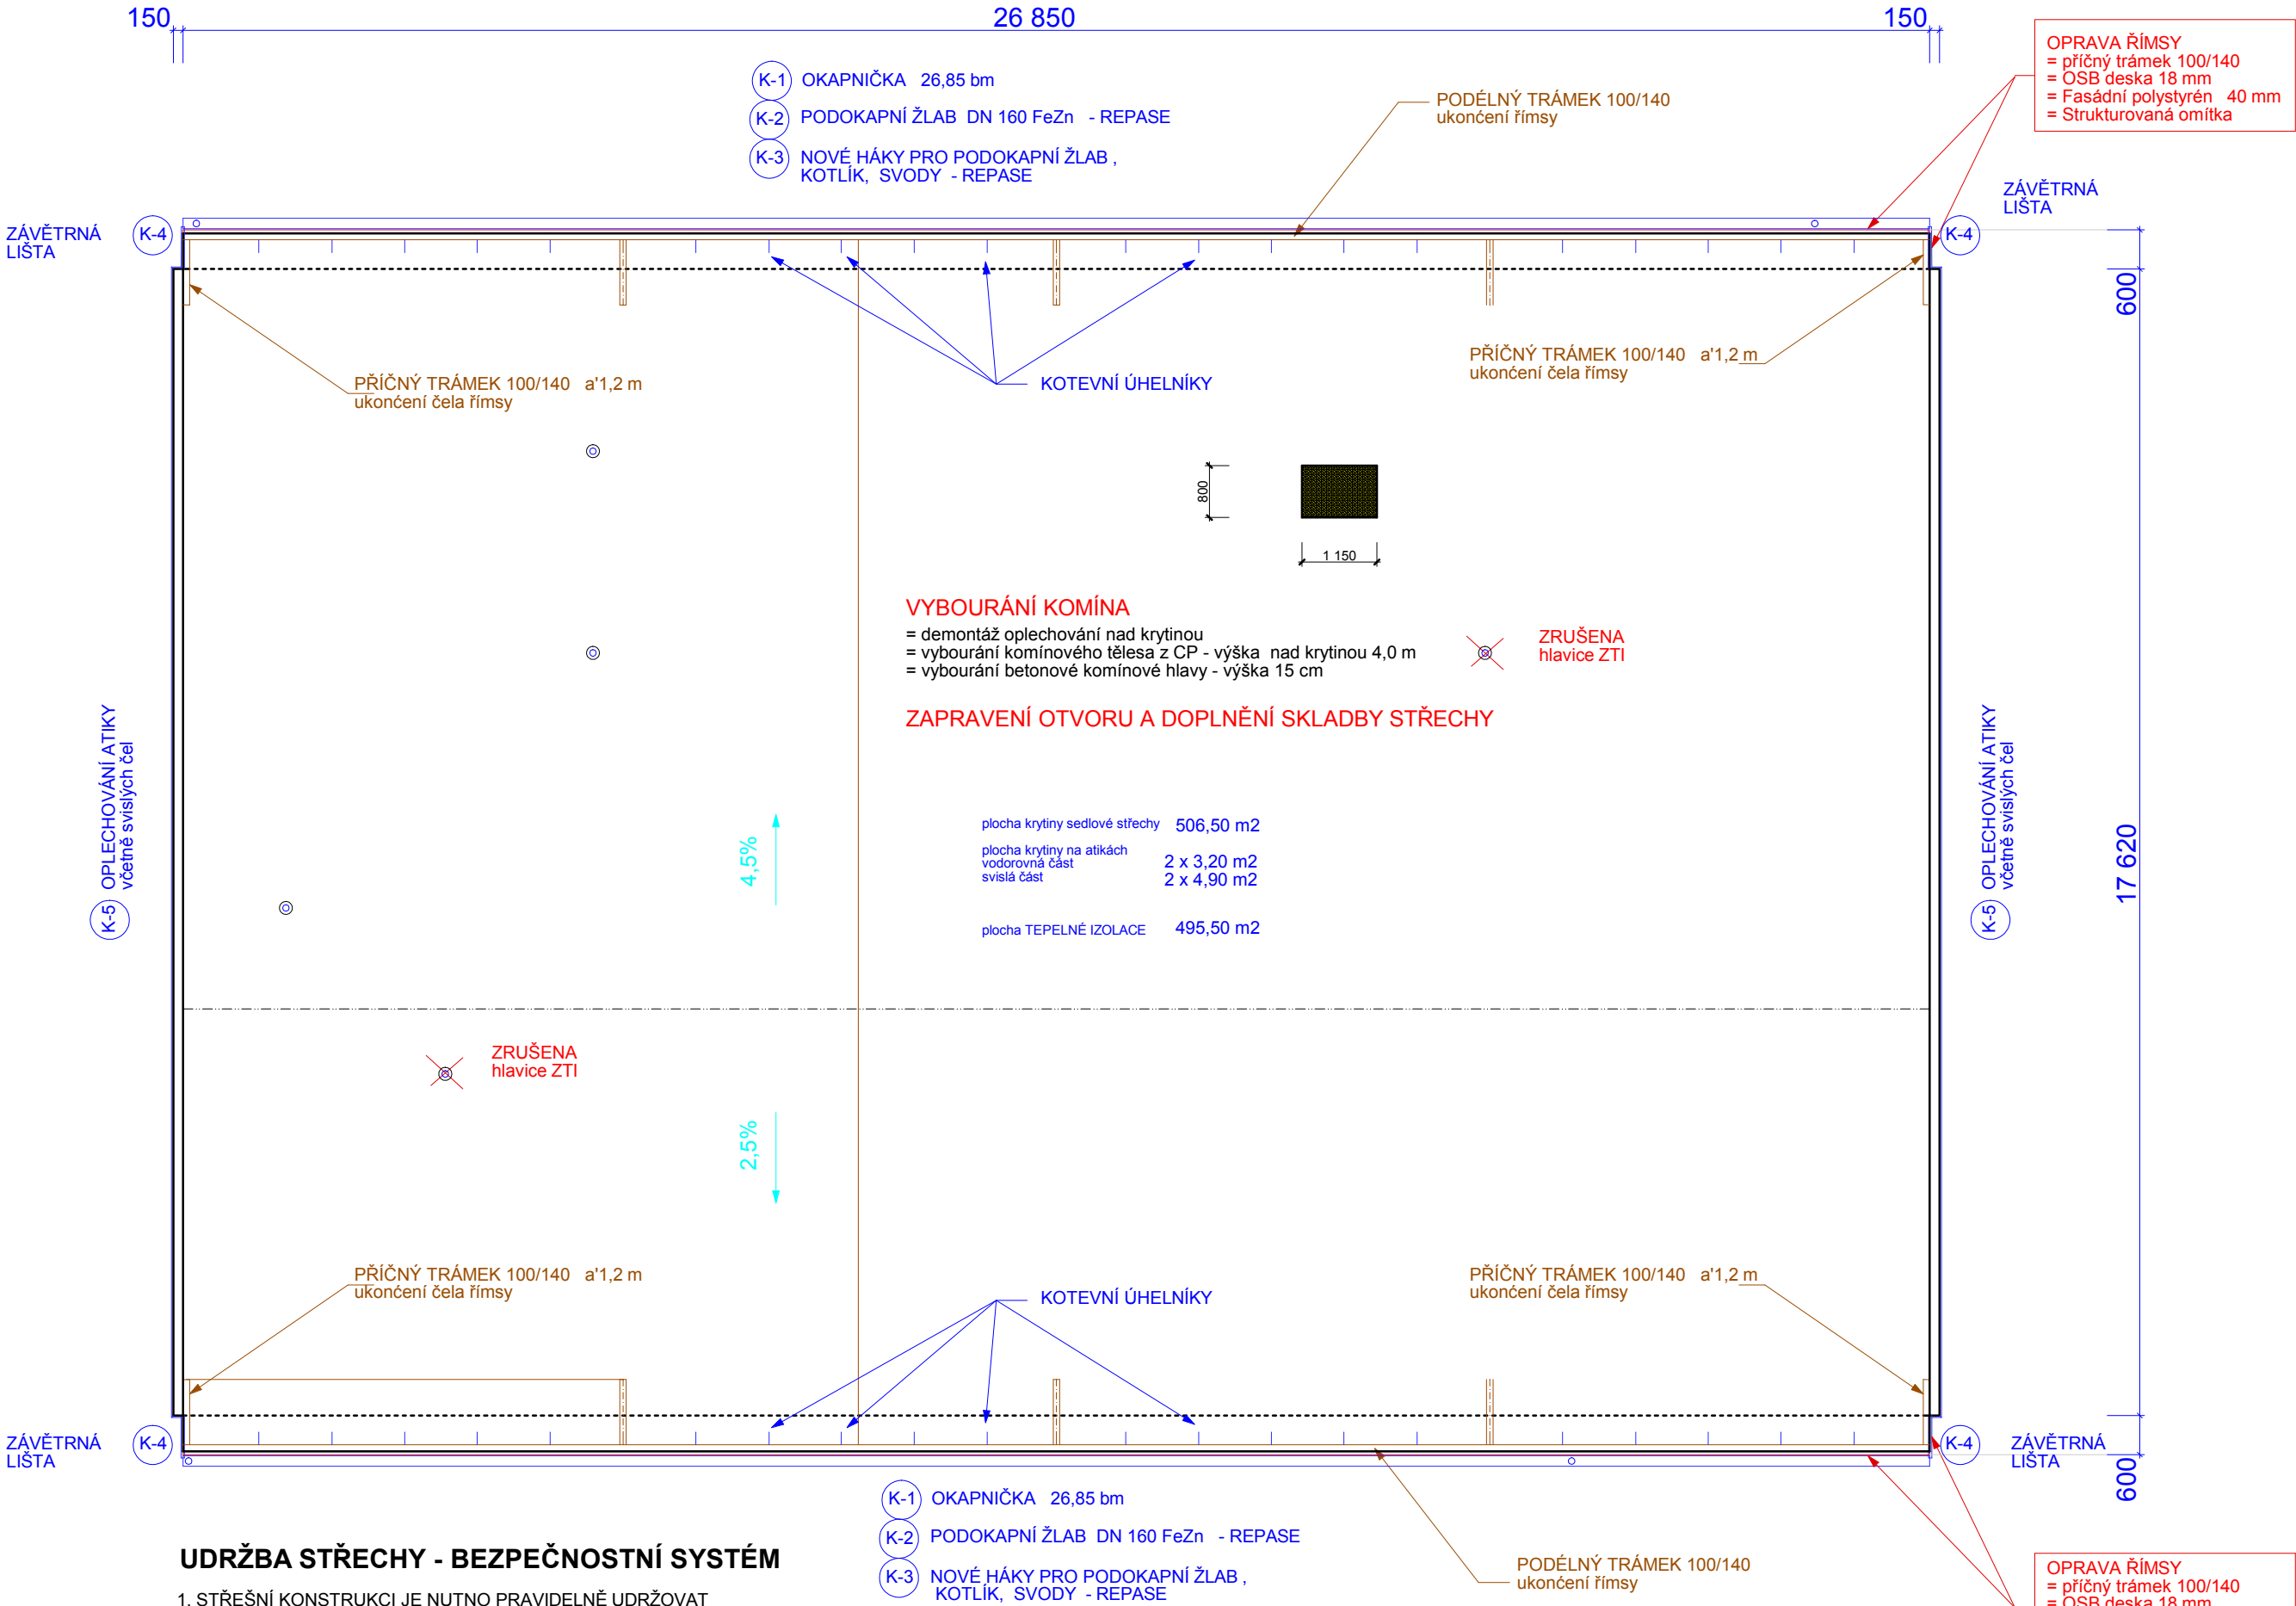 150
26 850
150
OPRAVA ŘÍMSY
= příčný trámek 100/140
= OSB deska 18 mm
= Fasádní polystyrén 40 mm
= Strukturovaná omítka
K-1 OKAPNIČKA 26,85 bm
K-2 PODOKAPNÍ ŽLAB DN 160 FeZn - REPASE
K-3 NOVÉ HÁKY PRO PODOKAPNÍ ŽLAB ,
KOTLÍK, SVODY - REPASE
PODÉLNÝ TRÁMEK 100/140
ukonćení římsy
ZÁVĚTRNÁ
LIŠTA
K-4
ZÁVĚTRNÁ
LIŠTA
K-4
600
PŘÍČNÝ TRÁMEK 100/140 a'1,2 m
ukonćení čela římsy
KOTEVNÍ ÚHELNÍKY
PŘÍČNÝ TRÁMEK 100/140 a'1,2 m
ukonćení čela římsy
800
1 150
VYBOURÁNÍ KOMÍNA
= demontáž oplechování nad krytinou
= vybourání komínového tělesa z CP - výška nad krytinou 4,0 m
= vybourání betonové komínové hlavy - výška 15 cm
ZRUŠENA
hlavice ZTI
ZAPRAVENÍ OTVORU A DOPLNĚNÍ SKLADBY STŘECHY
K-5 OPLECHOVÁNÍ ATIKY
včetně svislých čel
4,5%
plocha krytiny sedlové střechy 506,50 m2
plocha krytiny na atikách
vodorovná část 2 x 3,20 m2
svislá část 2 x 4,90 m2
plocha TEPELNÉ IZOLACE 495,50 m2
K-5 OPLECHOVÁNÍ ATIKY
včetně svislých čel
17 620
ZRUŠENA
hlavice ZTI
2,5%
PŘÍČNÝ TRÁMEK 100/140 a'1,2 m
ukonćení čela římsy
KOTEVNÍ ÚHELNÍKY
PŘÍČNÝ TRÁMEK 100/140 a'1,2 m
ukonćení čela římsy
ZÁVĚTRNÁ
LIŠTA
K-4
K-4
ZÁVĚTRNÁ
LIŠTA
600
K-1 OKAPNIČKA 26,85 bm
K-2 PODOKAPNÍ ŽLAB DN 160 FeZn - REPASE
K-3 NOVÉ HÁKY PRO PODOKAPNÍ ŽLAB ,
KOTLÍK, SVODY - REPASE
PODÉLNÝ TRÁMEK 100/140
ukonćení římsy
UDRŽBA STŘECHY - BEZPEČNOSTNÍ SYSTÉM
1. STŘEŠNÍ KONSTRUKCI JE NUTNO PRAVIDELNĚ UDRŽOVAT
OPRAVA ŘÍMSY
= příčný trámek 100/140
= OSB deska 18 mm